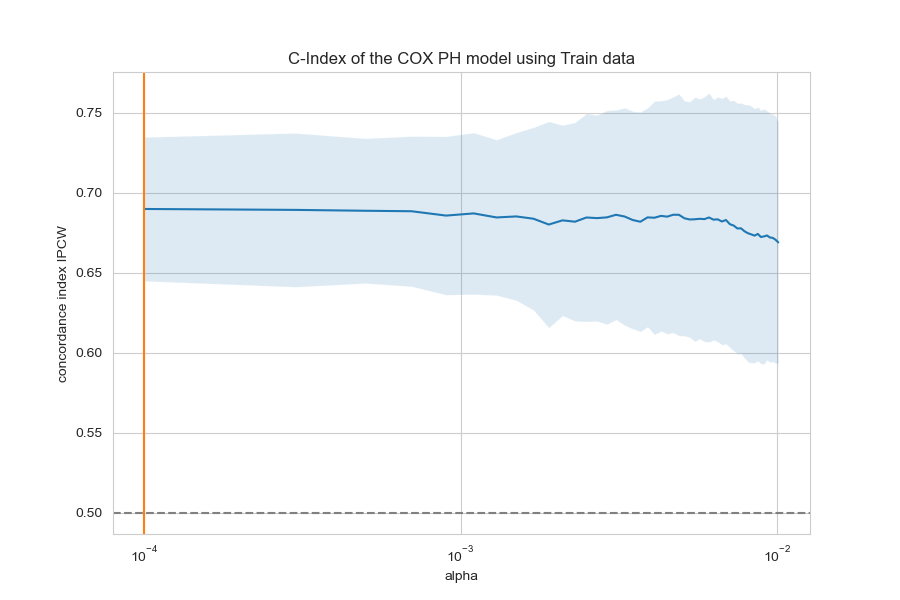 C-Index of the COX PH model using Train data
concordance index IPCW
0.75
0.70
0.65
0.60
0.55
0.50
10⁻⁴ 10⁻³ 10⁻²
alpha